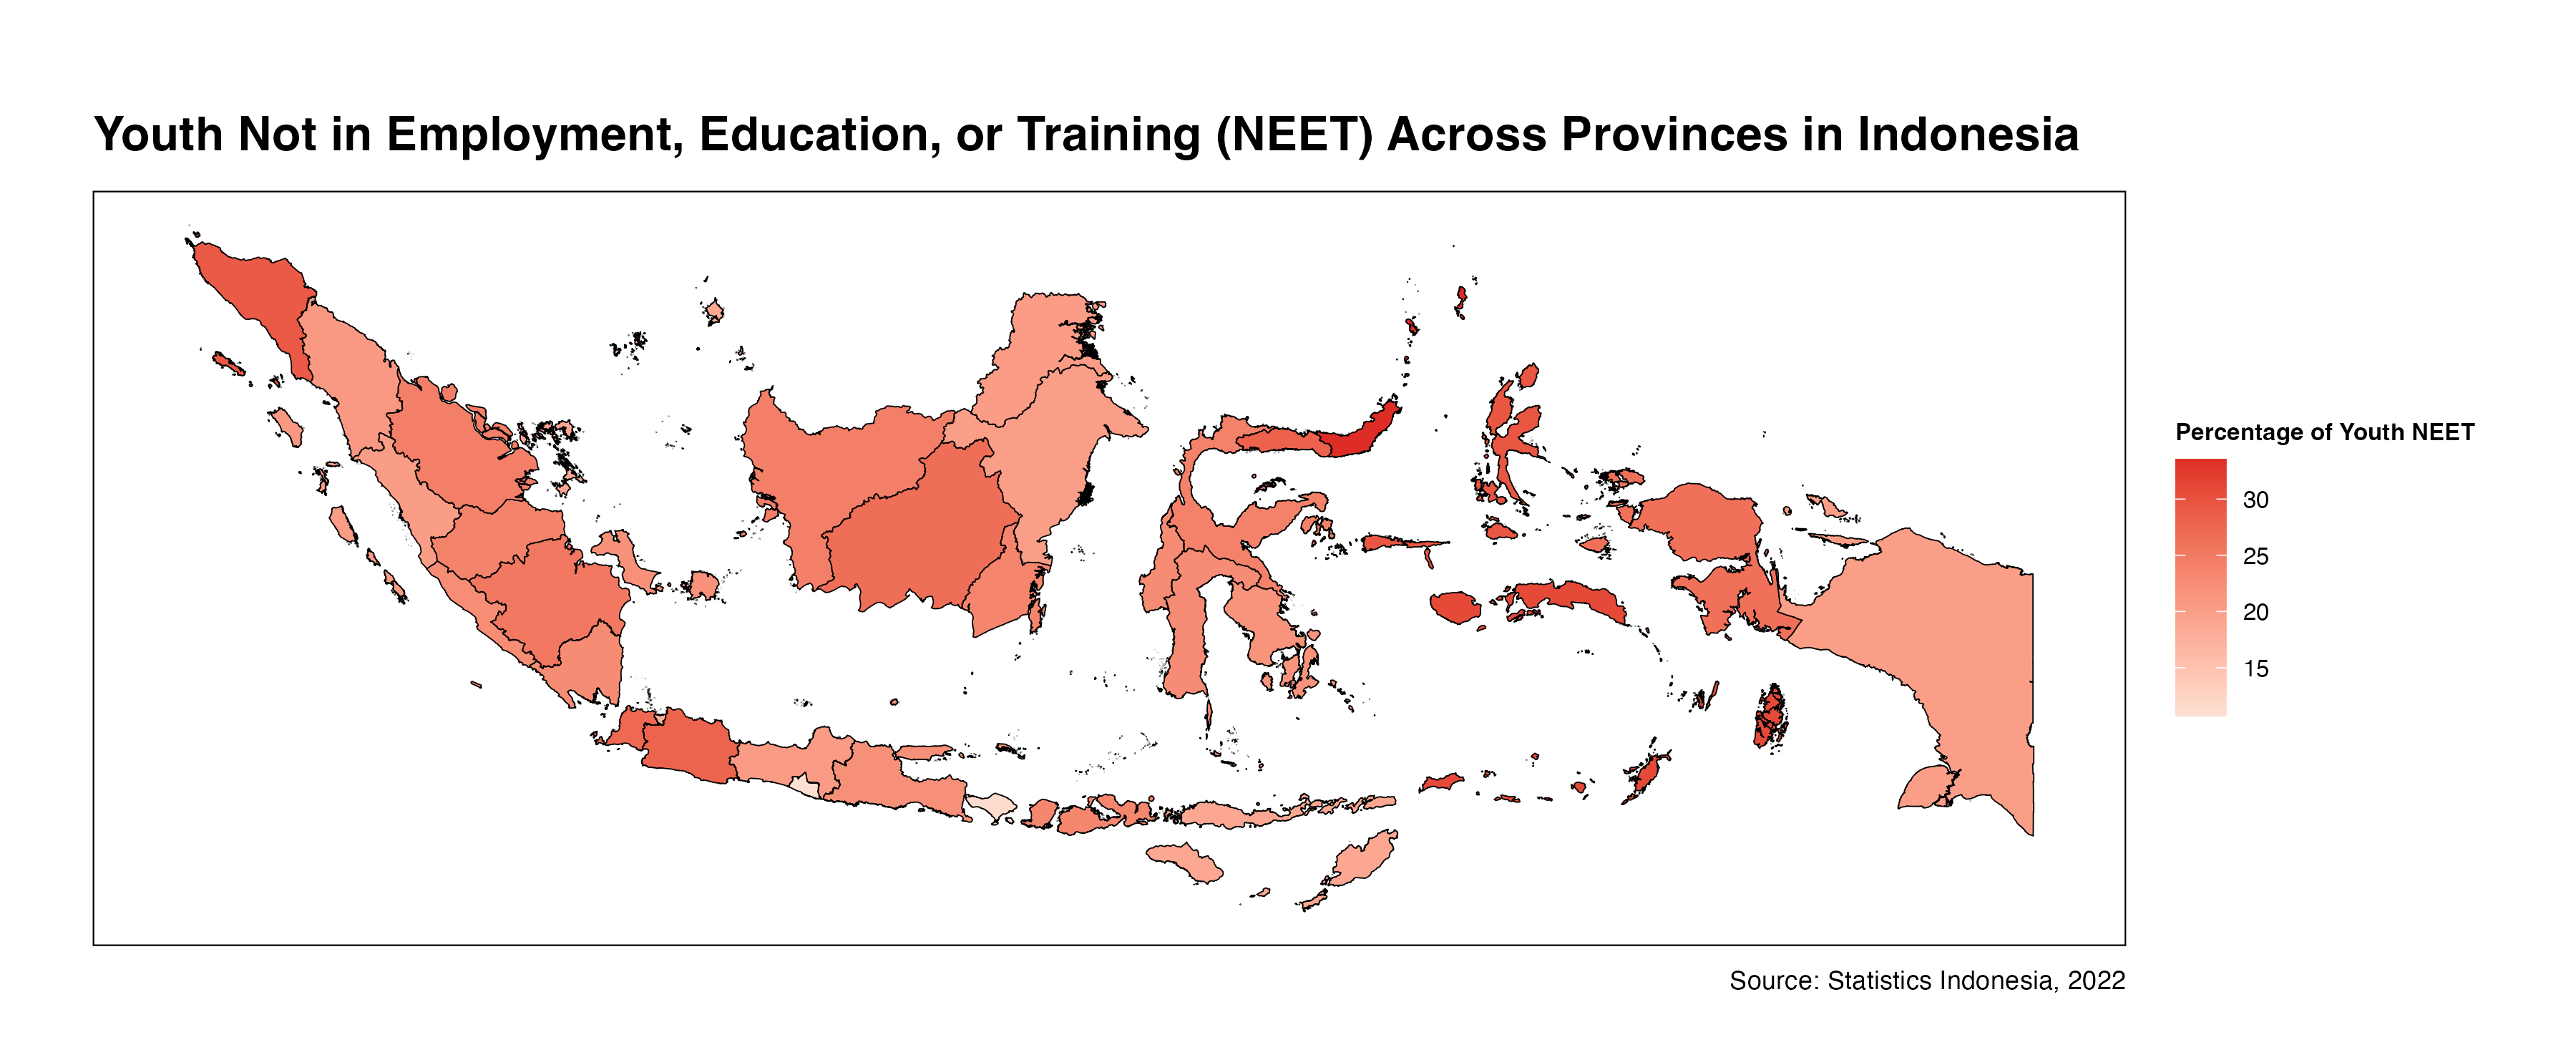 Youth Not in Employment, Education, or Training (NEET) Across Provinces in Indonesia
Percentage of Youth NEET
30
25
20
15
Source: Statistics Indonesia, 2022